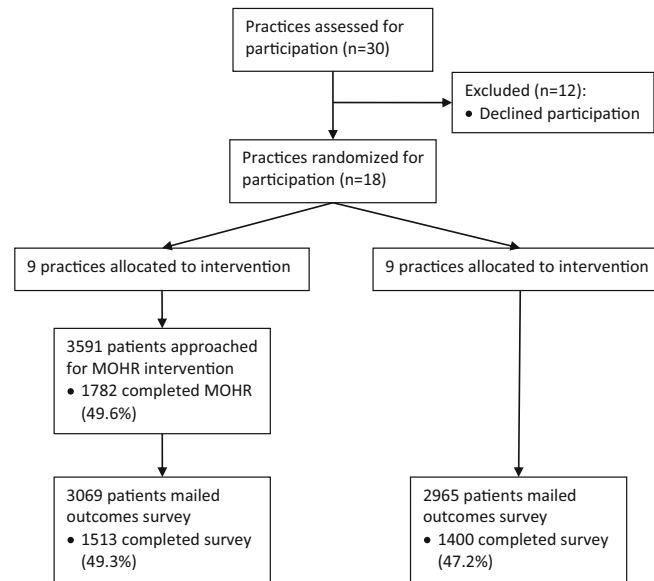 Practices assessed for
participation (n=30)
Excluded (n=12):
• Declined participation
Practices randomized for
participation (n=18)
9 practices allocated to intervention
9 practices allocated to intervention
3591 patients approached
for MOHR intervention
• 1782 completed MOHR
(49.6%)
3069 patients mailed
outcomes survey
• 1513 completed survey
(49.3%)
2965 patients mailed
outcomes survey
• 1400 completed survey
(47.2%)